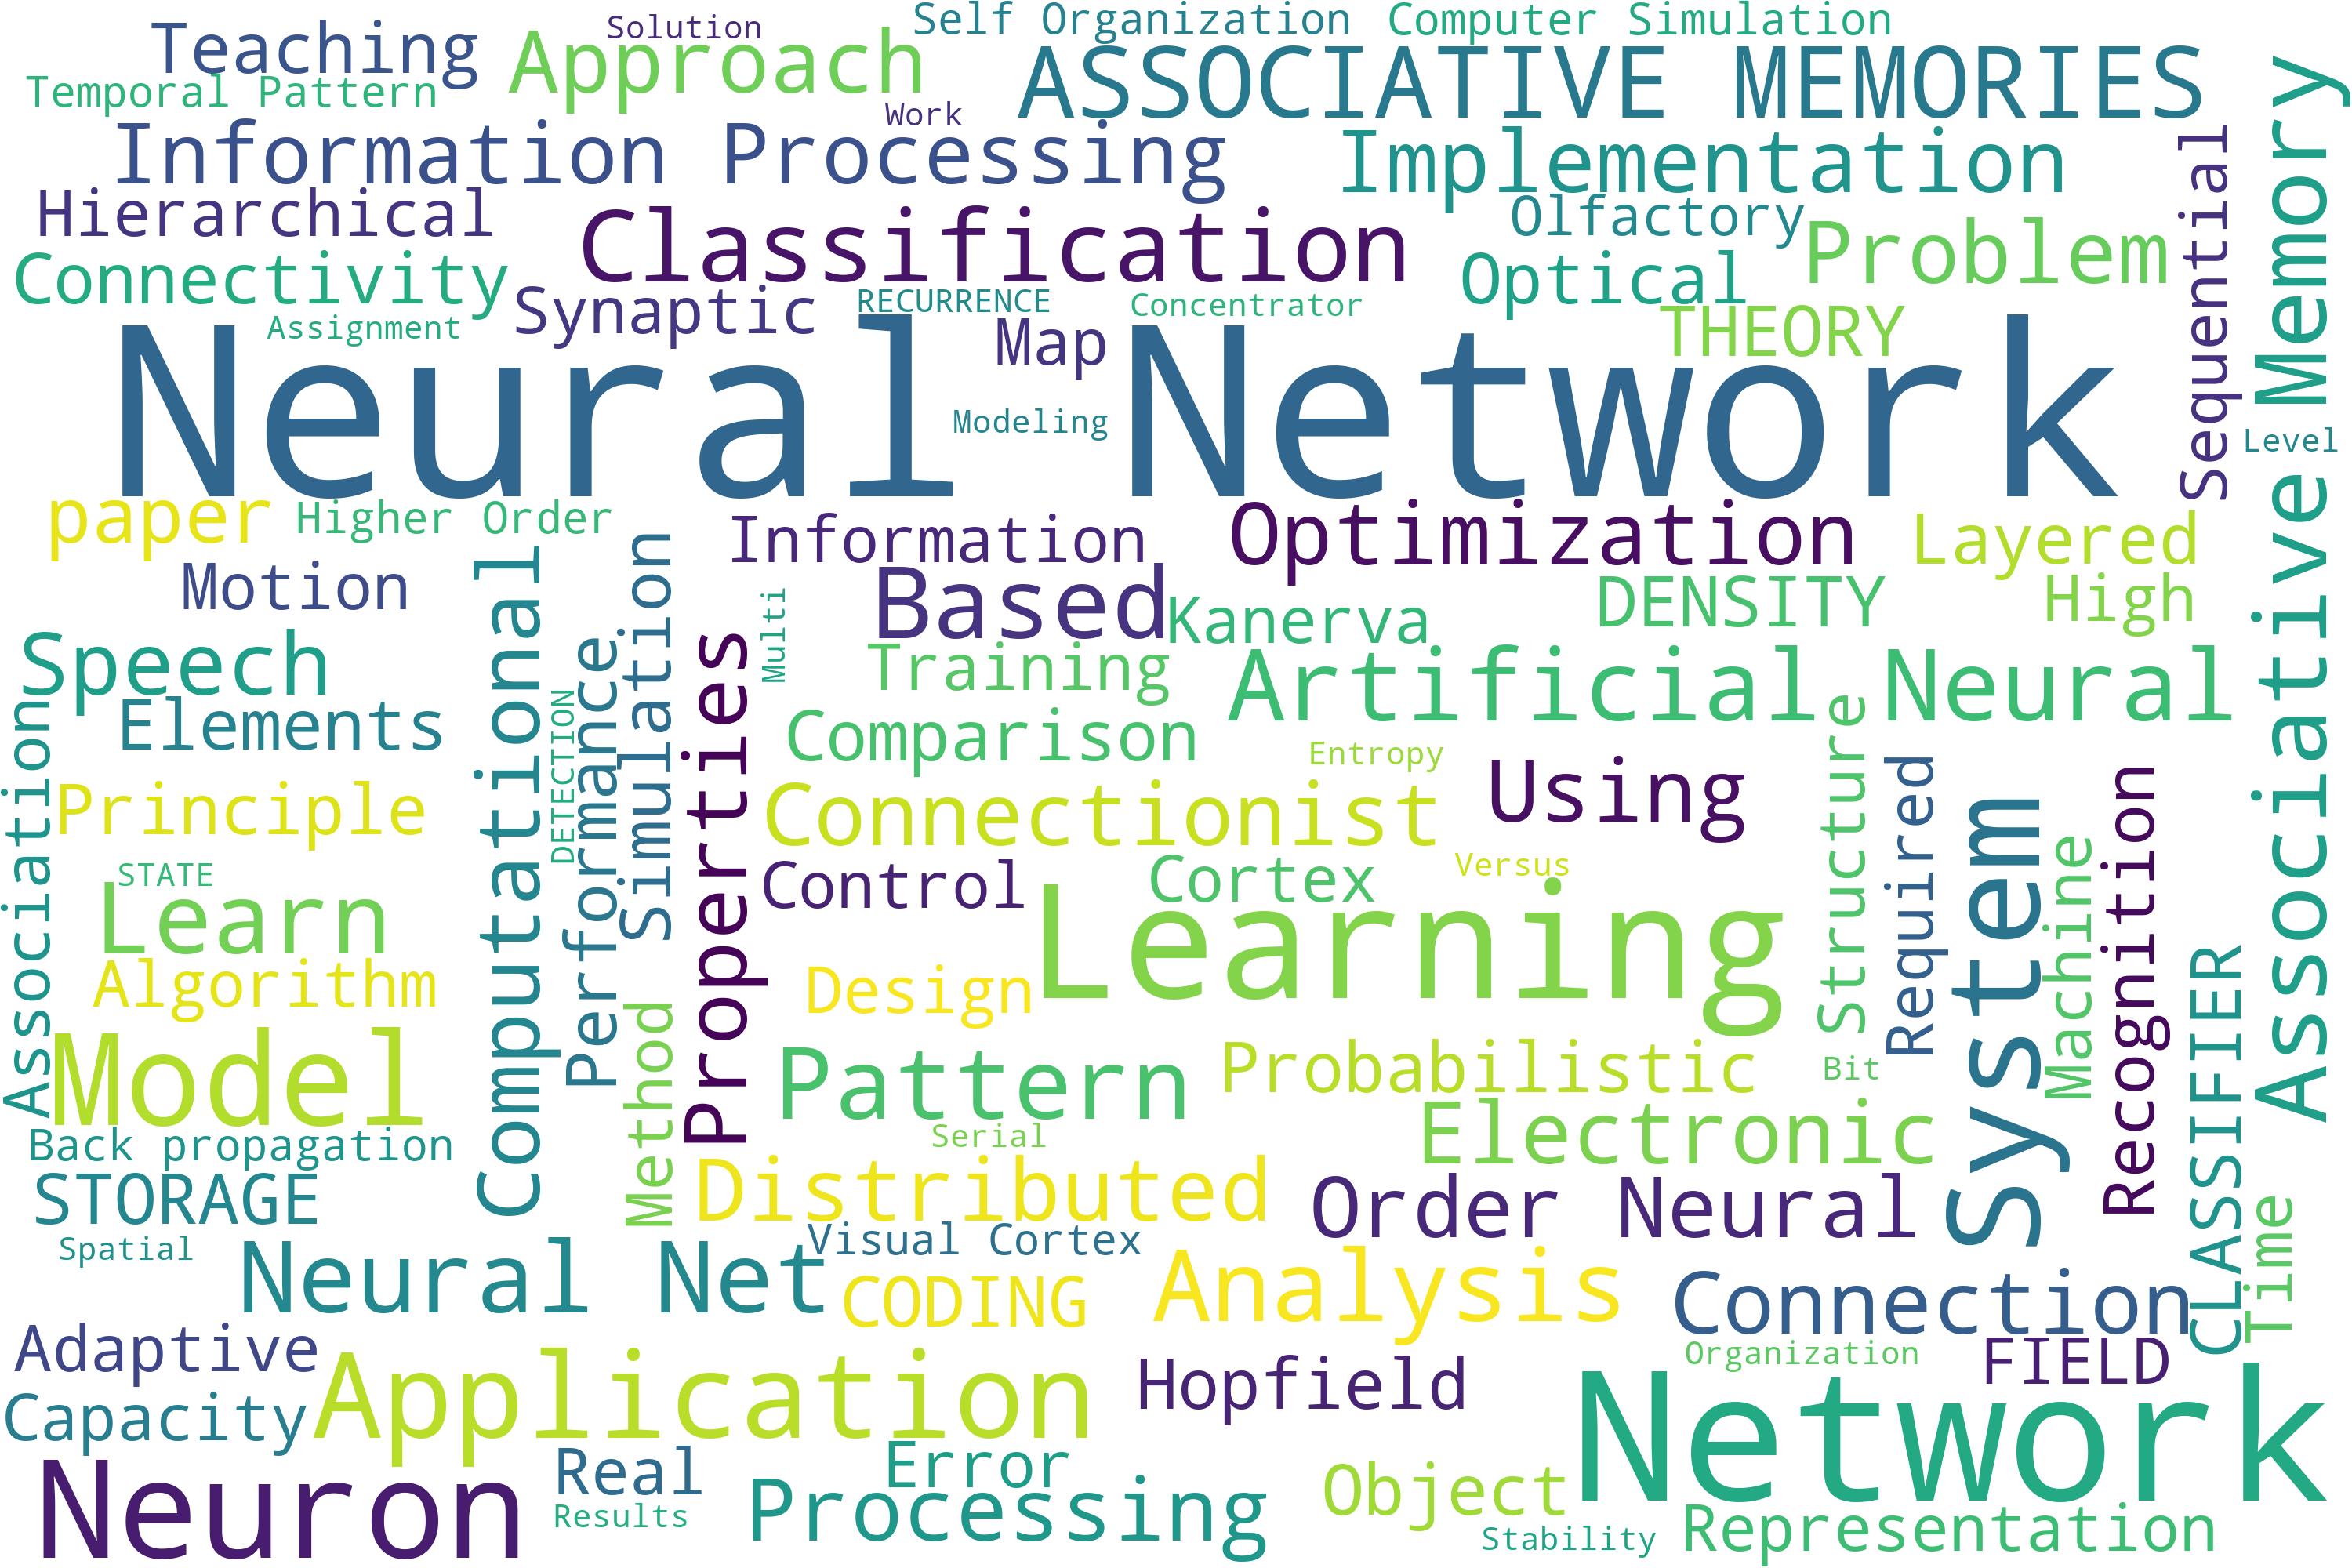 Self Organization
Computer Simulation
Solution
Teaching
Approach
ASSOCIATIVE MEMORIES
Temporal Pattern
Work
Information Processing
Implementation
Sequential
Associative Memory
Hierarchical
Classification
Olfactory
Problem
Connectivity
Optical
Synaptic
RECURRENCE
Concentrator
Assignment
Map
THEORY
Neural Network
Modeling
Level
paper
Higher Order
Information
Optimization
Layered
Motion
Based
Kanerva
DENSITY
High
Computational
Simulation
Multi
Speech
Training
Artificial Neural
Elements
Performance
Properties
Comparison
Structure
Association
DETECTION
Entropy
Principle
Connectionist
Using
Required
System
Recognition
STATE
Control
Cortex
Versus
Machine
Learn
Learning
Algorithm
Design
CLASSIFIER
Model
Method
Pattern
Probabilistic
Bit
Back propagation
Serial
Electronic
STORAGE
Distributed
Order Neural
Time
Spatial
Visual Cortex
Neural Net
CODING
Analysis
Connection
Adaptive
Organization
FIELD
Capacity
Application
Hopfield
Network
Neuron
Real
Error
Object
Results
Processing
Stability
Representation